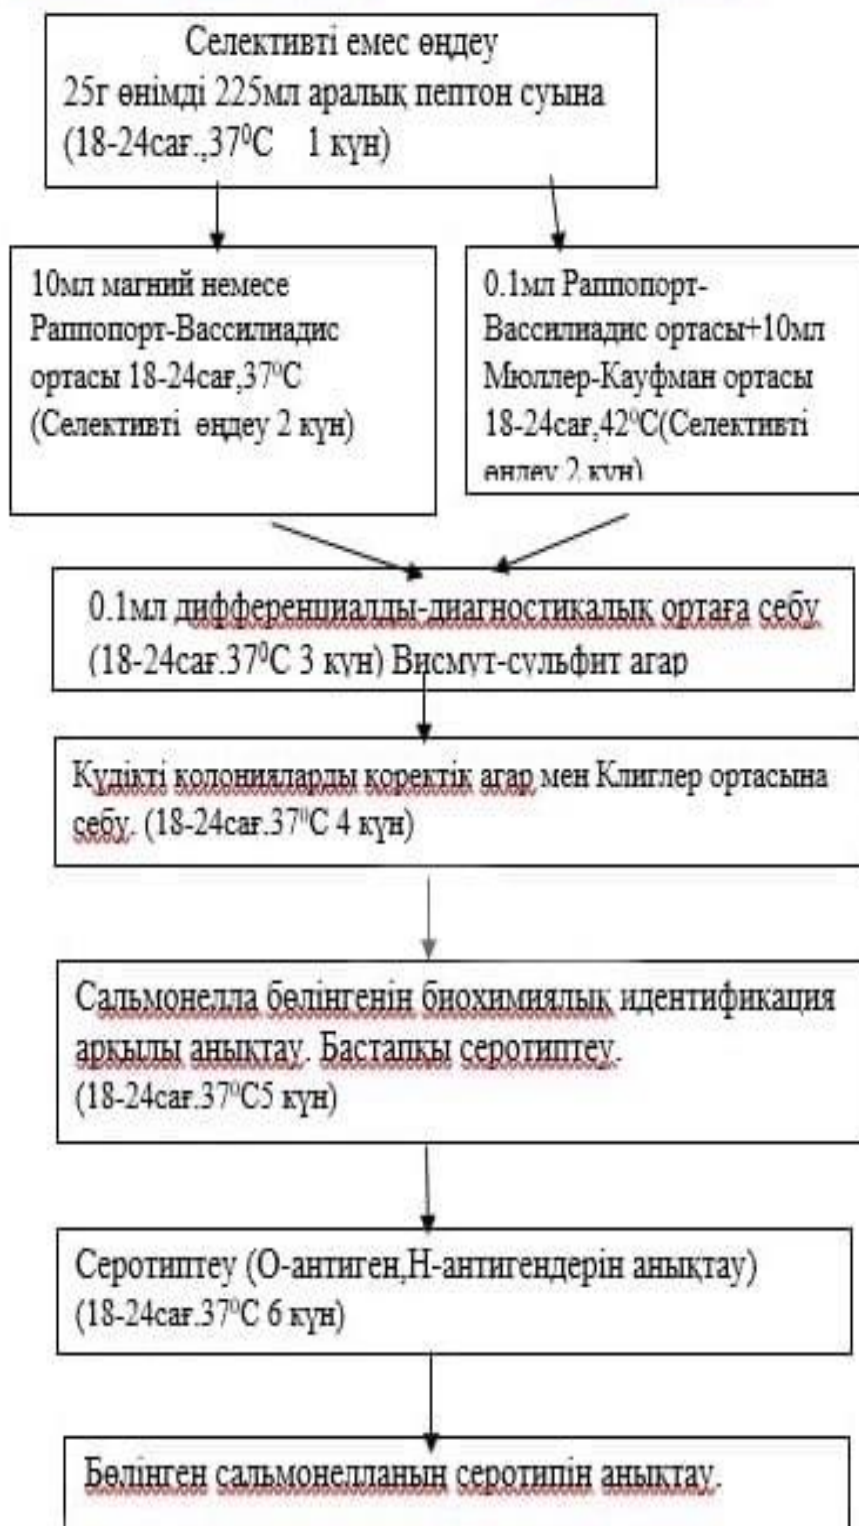 Селективті емес өңдеу
25г өнімді 225мл аралық пептон суына
(18-24сағ.,37⁰С 1 күн)
10мл магний немесе
Раппопорт-Вассилиадис
ортасы 18-24сағ,37⁰С
(Селективті өңдеу 2 күн)
0.1мл Раппопорт-
Вассилиадис ортасы+10мл
Мюллер-Кауфман ортасы
18-24сағ,42⁰С(Селективті
өңдеу 2 күн)
0.1мл дифференциалды-диагностикалық ортаға себу
(18-24сағ.37⁰С 3 күн) Висмут-сульфит агар
Күдікті колонияларды қоректік агар мен Клиглер ортасына
себу. (18-24сағ.37⁰С 4 күн)
Сальмонелла бөлінгенін биохимиялық идентификация
арқылы анықтау. Бастапқы серотиптеу.
(18-24сағ.37⁰С5 күн)
Серотиптеу (О-антиген,Н-антигендерін анықтау)
(18-24сағ.37⁰С 6 күн)
Бөлінген сальмонелланың серотипін анықтау.